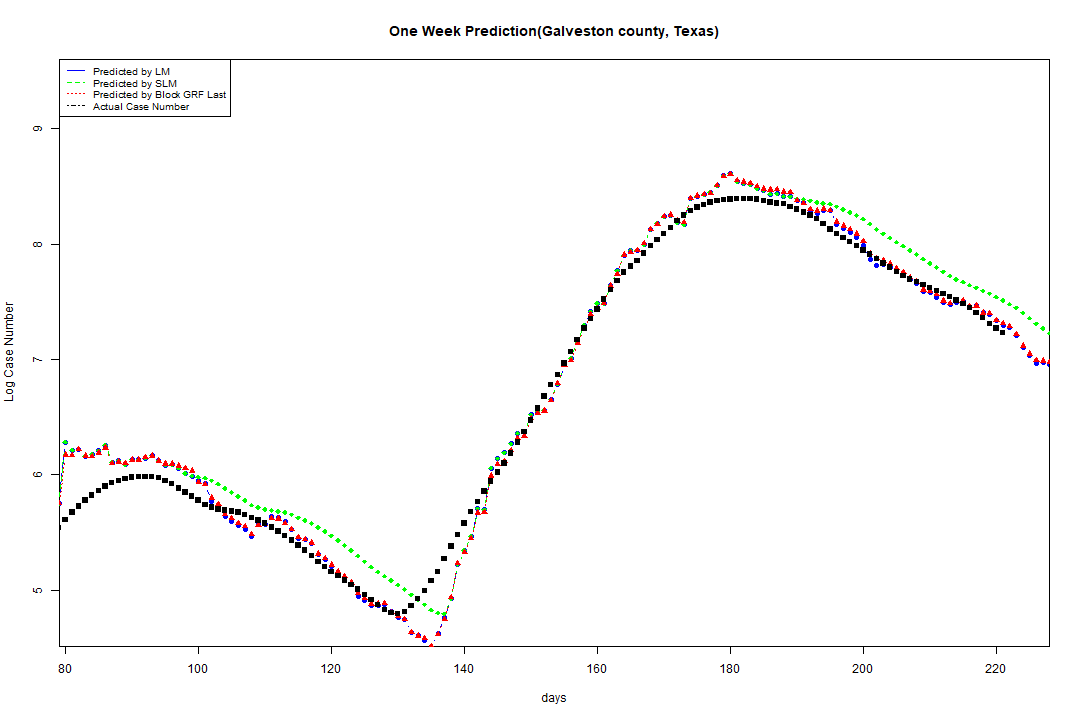 One Week Prediction(Galveston county, Texas)
Predicted by LM
Predicted by SLM
Predicted by Block GRF Last
Actual Case Number
9
8
7
6
5
Log Case Number
80 100 120 140 160 180 200 220
days